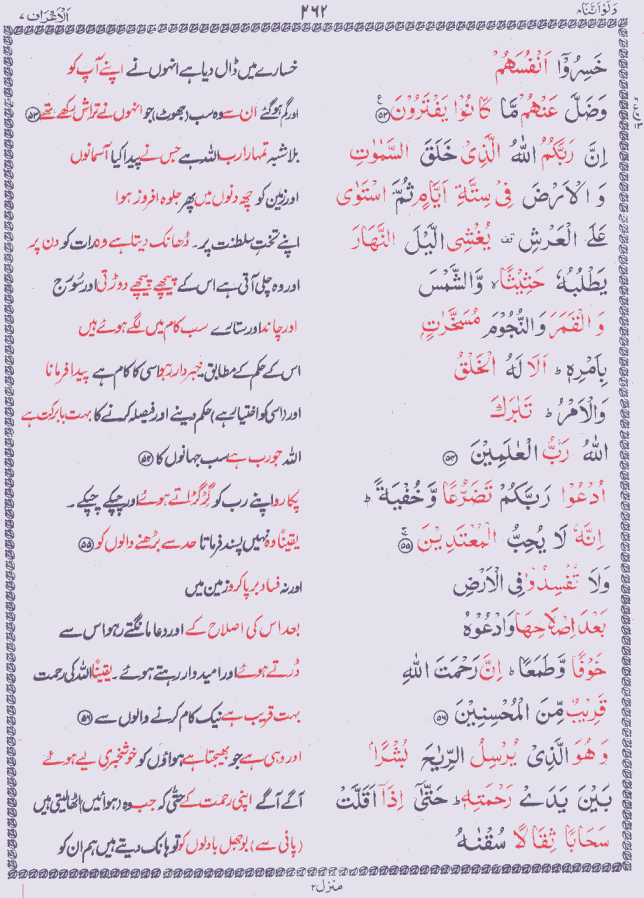 وَلَوْ اَنَّنَا ۸
۲۶۲
اَلْاَعْرَاف ۷
خَسِرُوْٓا اَنْفُسَهُمْ
خسارے میں ڈال دیا ہے انہوں نے اپنے آپ کو
وَضَلَّ عَنْهُمْ مَّا كَانُوْا يَفْتَرُوْنَ ﴿۵۳﴾
اور گم ہوگئے ان سے وہ سب (جھوٹ) جو انہوں نے تراش رکھے تھے ﴿۵۳﴾
اِنَّ رَبَّكُمُ اللّٰهُ الَّذِىْ خَلَقَ السَّمٰوٰتِ
بلاشبہ تمہارا رب اللہ ہے جس نے پیدا کیا آسمانوں
وَ الْاَرْضَ فِىْ سِتَّةِ اَيَّامٍ ثُمَّ اسْتَوٰى
اور زمین کو چھ دنوں میں پھر جلوہ افروز ہوا
عَلَى الْعَرْشِ قف يُغْشِى الَّيْلَ النَّهَارَ
اپنے تخت سلطنت پر۔ ڈھانک دیتا ہے وہ رات کو دن پر
يَطْلُبُهٗ حَثِيْثًا ۙ وَّالشَّمْسَ
اور وہ چلی آتی ہے اس کے پیچھے پیچھے دوڑتی اور سورج
وَ الْقَمَرَ وَالنُّجُوْمَ مُسَخَّرٰتٍۢ
اور چاند اور ستارے سب کام میں لگے ہوئے ہیں
بِاَمْرِهٖ ؕ اَلَا لَهُ الْخَلْقُ
اس کے حکم کے مطابق خبردار رہو اسی کا کام ہے پیدا فرمانا
وَالْاَمْرُ ؕ تَبٰرَكَ
اور (اسی کو اختیار ہے) حکم دینے اور فیصلہ کرنے کا بہت بابرکت ہے
اللّٰهُ رَبُّ الْعٰلَمِيْنَ ﴿۵۴﴾
اللہ جو رب ہے سب جہانوں کا ﴿۵۴﴾
اُدْعُوْا رَبَّكُمْ تَضَرُّعًا وَّ خُفْيَةً ؕ
پکارو اپنے رب کو گڑگڑاتے ہوئے اور چپکے چپکے۔
اِنَّهٗ لَا يُحِبُّ الْمُعْتَدِيْنَ ﴿۵۵﴾
یقیناً وہ نہیں پسند فرماتا حد سے بڑھنے والوں کو ﴿۵۵﴾
وَلَا تُفْسِدُوْا فِى الْاَرْضِ
اور نہ فساد برپا کرو زمین میں
بَعْدَ اِصْلَاحِهَا وَادْعُوْهُ
بعد اس کی اصلاح کے اور دعا مانگتے رہو اس سے
خَوْفًا وَّ طَمَعًا ؕ اِنَّ رَحْمَتَ اللّٰهِ
ڈرتے ہوئے اور امیدوار رہتے ہوئے۔ یقیناً اللہ کی رحمت
قَرِيْبٌ مِّنَ الْمُحْسِنِيْنَ ﴿۵۶﴾
بہت قریب ہے نیک کام کرنے والوں سے ﴿۵۶﴾
وَهُوَ الَّذِىْ يُرْسِلُ الرِّيٰحَ بُشْرًاۢ
اور وہی ہے جو بھیجتا ہے ہواؤں کو خوشخبری لیے ہوئے
بَيْنَ يَدَىْ رَحْمَتِهٖ ؕ حَتّٰٓى اِذَآ اَقَلَّتْ
آگے آگے اپنی رحمت کے حتٰی کہ جب وہ (ہوائیں) اٹھا لیتی ہیں
سَحَابًا ثِقَالًا سُقْنٰهُ
(پانی سے) بوجھل بادلوں کو تو ہانک دیتے ہیں ہم ان کو
منزل ۲